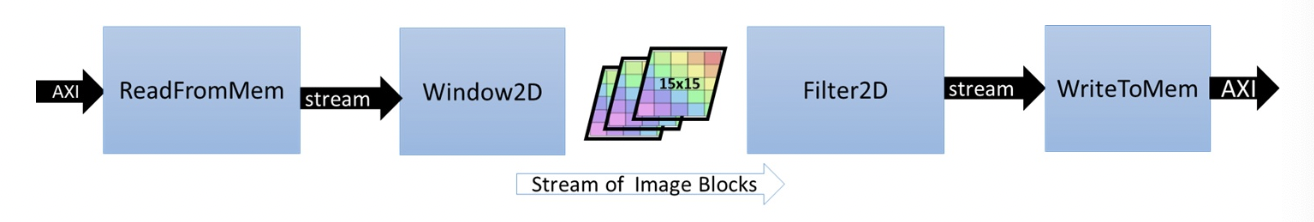 AXI
ReadFromMem
stream
Window2D
15x15
Filter2D
stream
WriteToMem
AXI
Stream of Image Blocks